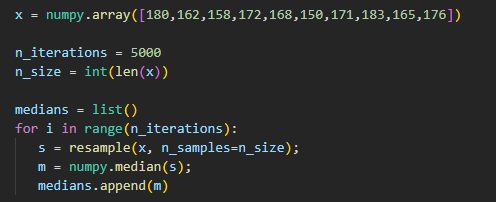 x = numpy.array([180,162,158,172,168,150,171,183,165,176])
n_iterations = 5000
n_size = int(len(x))
medians = list()
for i in range(n_iterations):
s = resample(x, n_samples=n_size);
m = numpy.median(s);
medians.append(m)